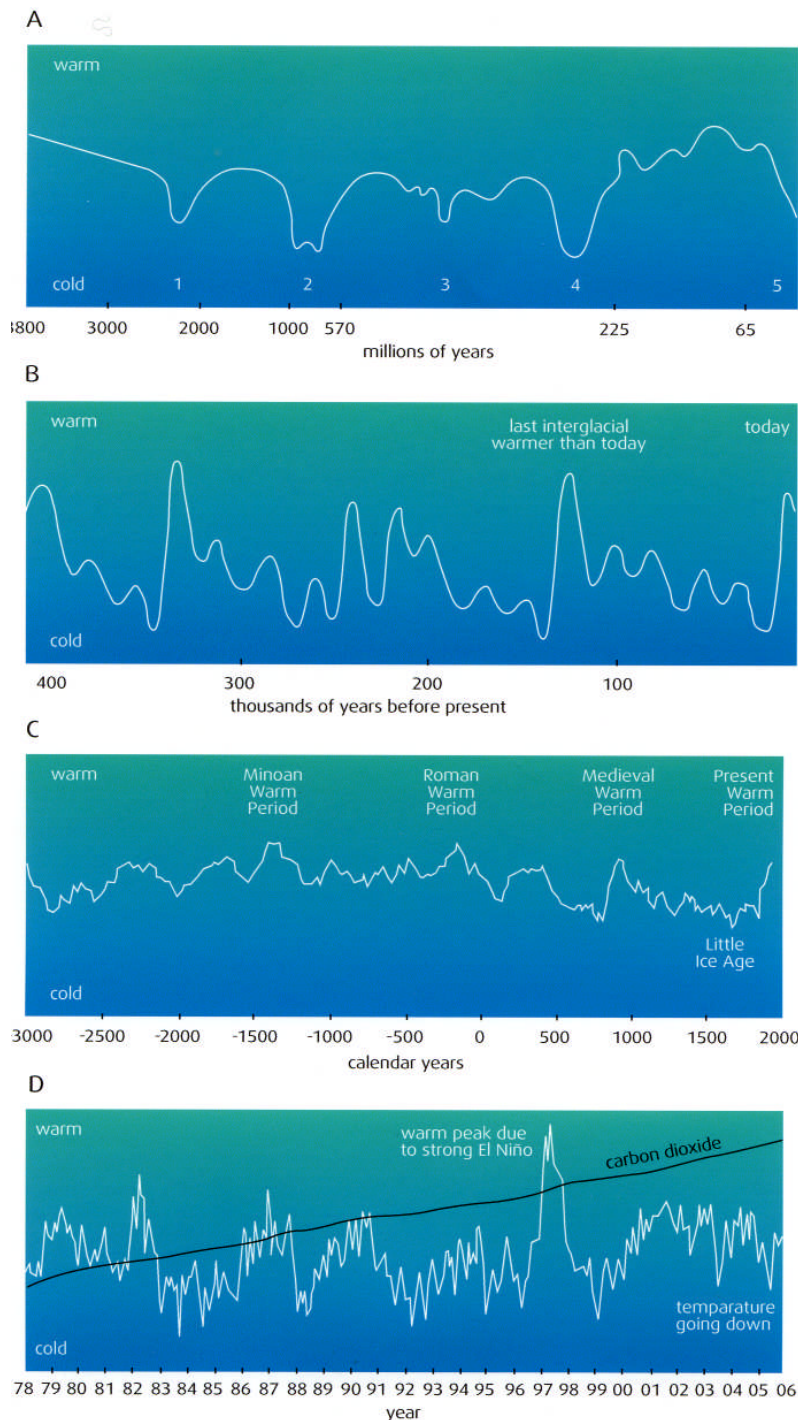 A
warm
cold
1 2 3 4 5
3800 3000 2000 1000 570 225 65
millions of years
B
warm
last interglacial
warmer than today
today
cold
400 300 200 100
thousands of years before present
C
warm
Minoan
Warm
Period
Roman
Warm
Period
Medieval
Warm
Period
Present
Warm
Period
Little
Ice Age
cold
3000 -2500 -2000 -1500 -1000 -500 0 500 1000 1500 2000
calendar years
D
warm
warm peak due
to strong El Niño
carbon dioxide
temparature
going down
cold
78 79 80 81 82 83 84 85 86 87 88 89 90 91 92 93 94 95 96 97 98 99 00 01 02 03 04 05 06
year